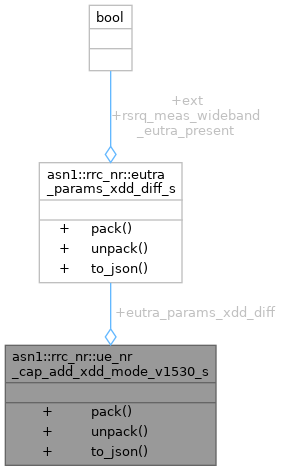 bool
+ext
+rsrq_meas_wideband
_eutra_present
asn1::rrc_nr::eutra
_params_xdd_diff_s
+ pack()
+ unpack()
+ to_json()
+eutra_params_xdd_diff
asn1::rrc_nr::ue_nr
_cap_add_xdd_mode_v1530_s
+ pack()
+ unpack()
+ to_json()